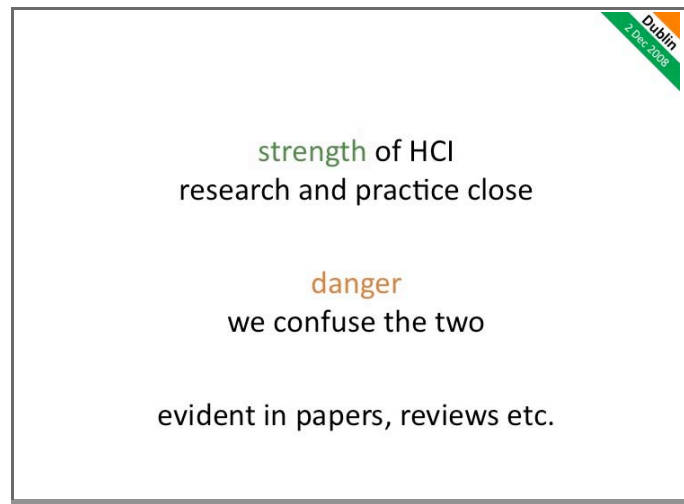 Dublin
2 Dec 2008
strength of HCI
research and practice close
danger
we confuse the two
evident in papers, reviews etc.